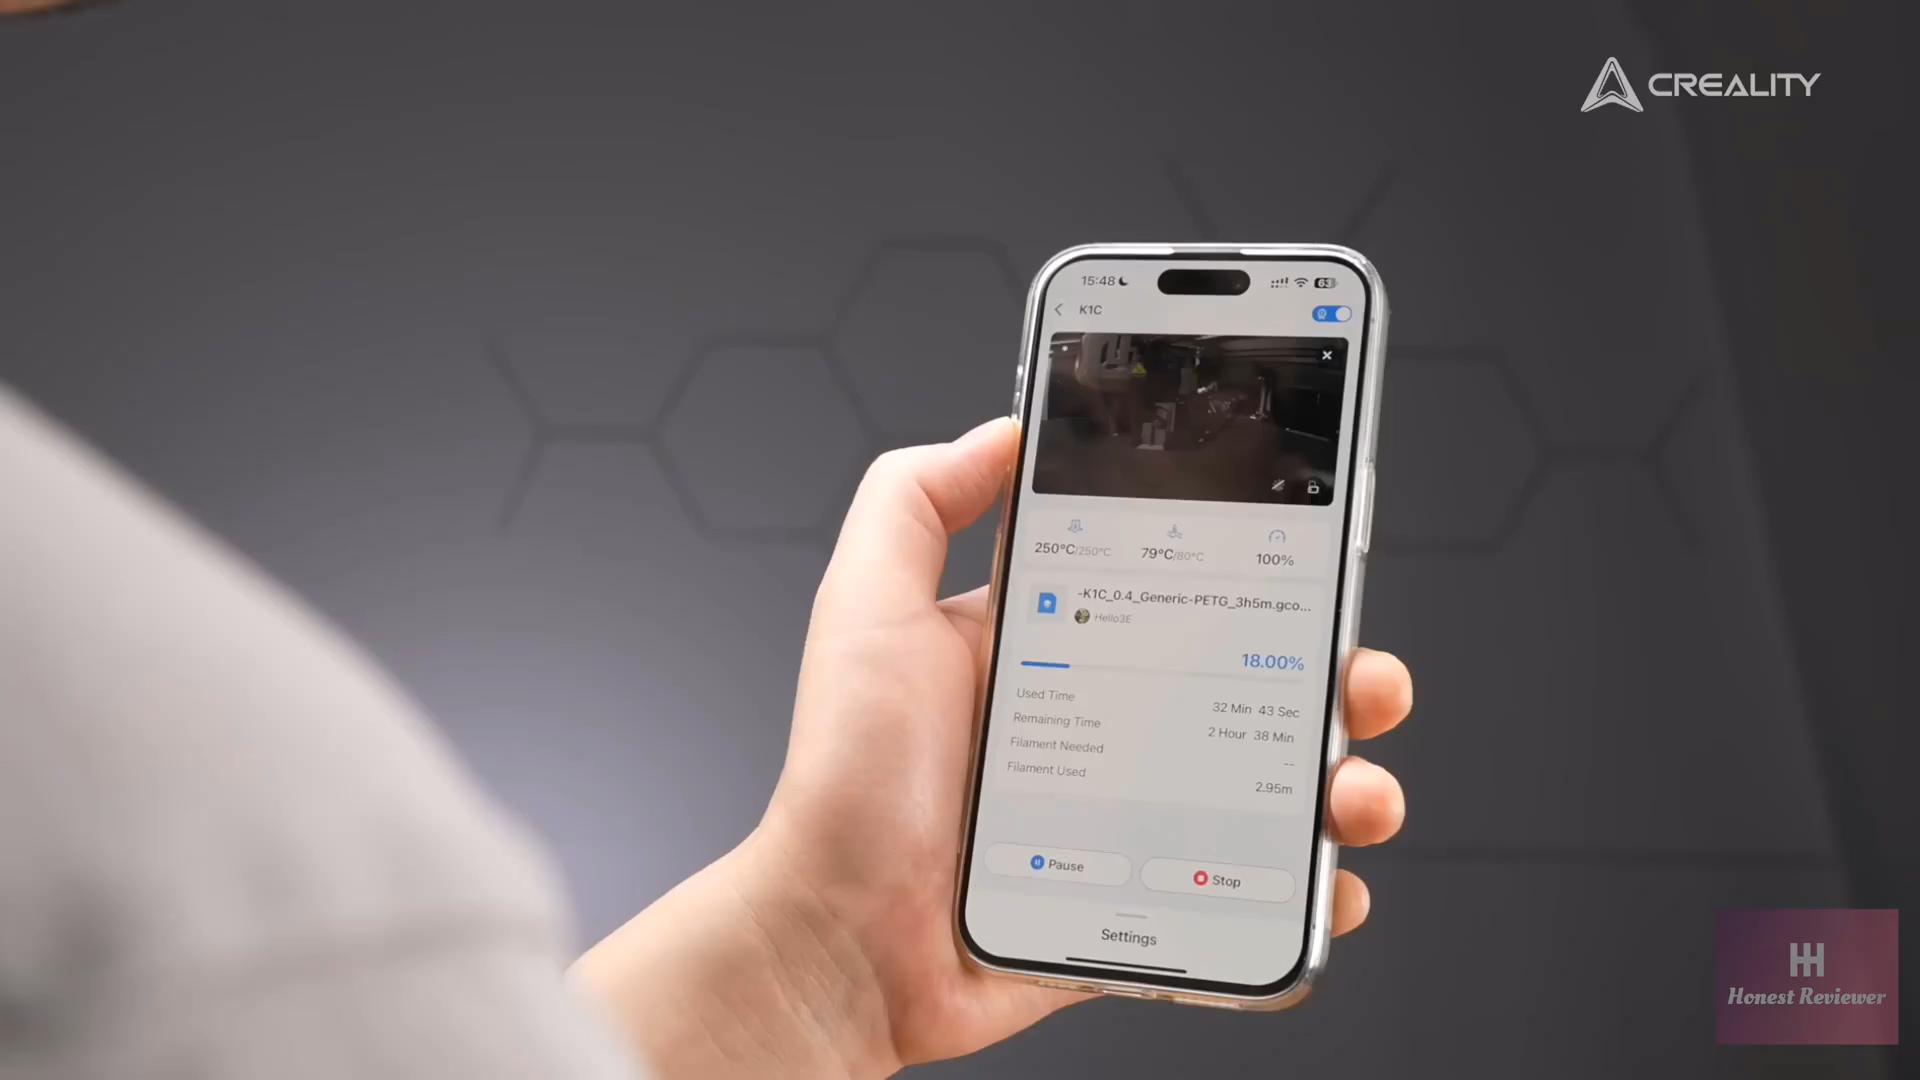 CREALITY
15:48
63
K1C
250°C/250°C
79°C/80°C
100%
-K1C_0.4_Generic-PETG_3h5m.gco...
Hello3E
18.00%
Used Time
32 Min 43 Sec
Remaining Time
2 Hour 38 Min
Filament Needed
--
Filament Used
2.95m
Pause
Stop
Settings
Honest Reviewer